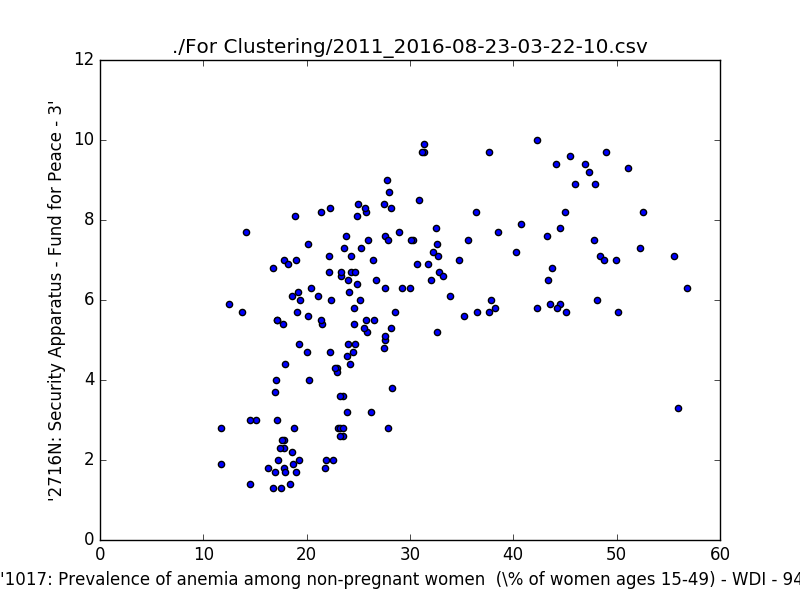 ./For Clustering/2011_2016-08-23-03-22-10.csv
12
10
8
6
4
2
0
'2716N: Security Apparatus - Fund for Peace - 3'
0 10 20 30 40 50 60
'1017: Prevalence of anemia among non-pregnant women (\% of women ages 15-49) - WDI - 94